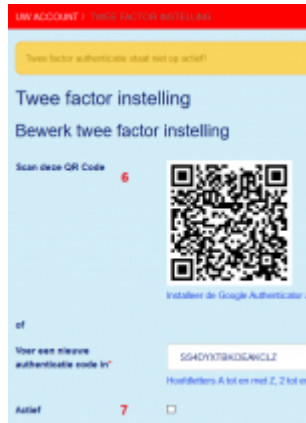 UW ACCOUNT / TWEE FACTOR INSTELLING
Twee factor authenticatie staat niet op actief!
Twee factor instelling
Bewerk twee factor instelling
Scan deze QR Code
6
Installeer de Google Authenticator
of
Voer een nieuwe
authenticatie code in*
Hoofdletters A tot en met Z, 2 tot
Actief
7